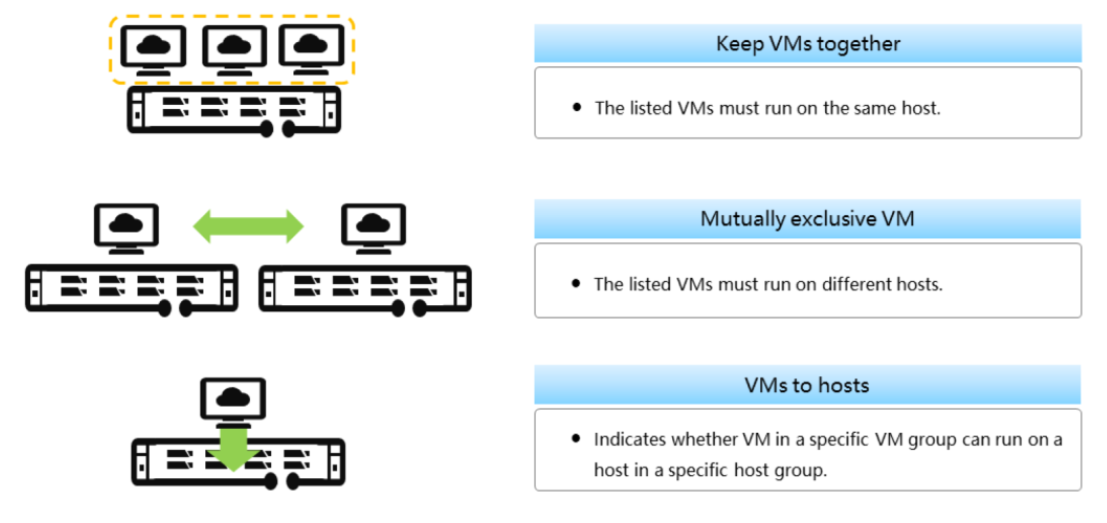 Keep VMs together
• The listed VMs must run on the same host.
Mutually exclusive VM
• The listed VMs must run on different hosts.
VMs to hosts
• Indicates whether VM in a specific VM group can run on a
host in a specific host group.